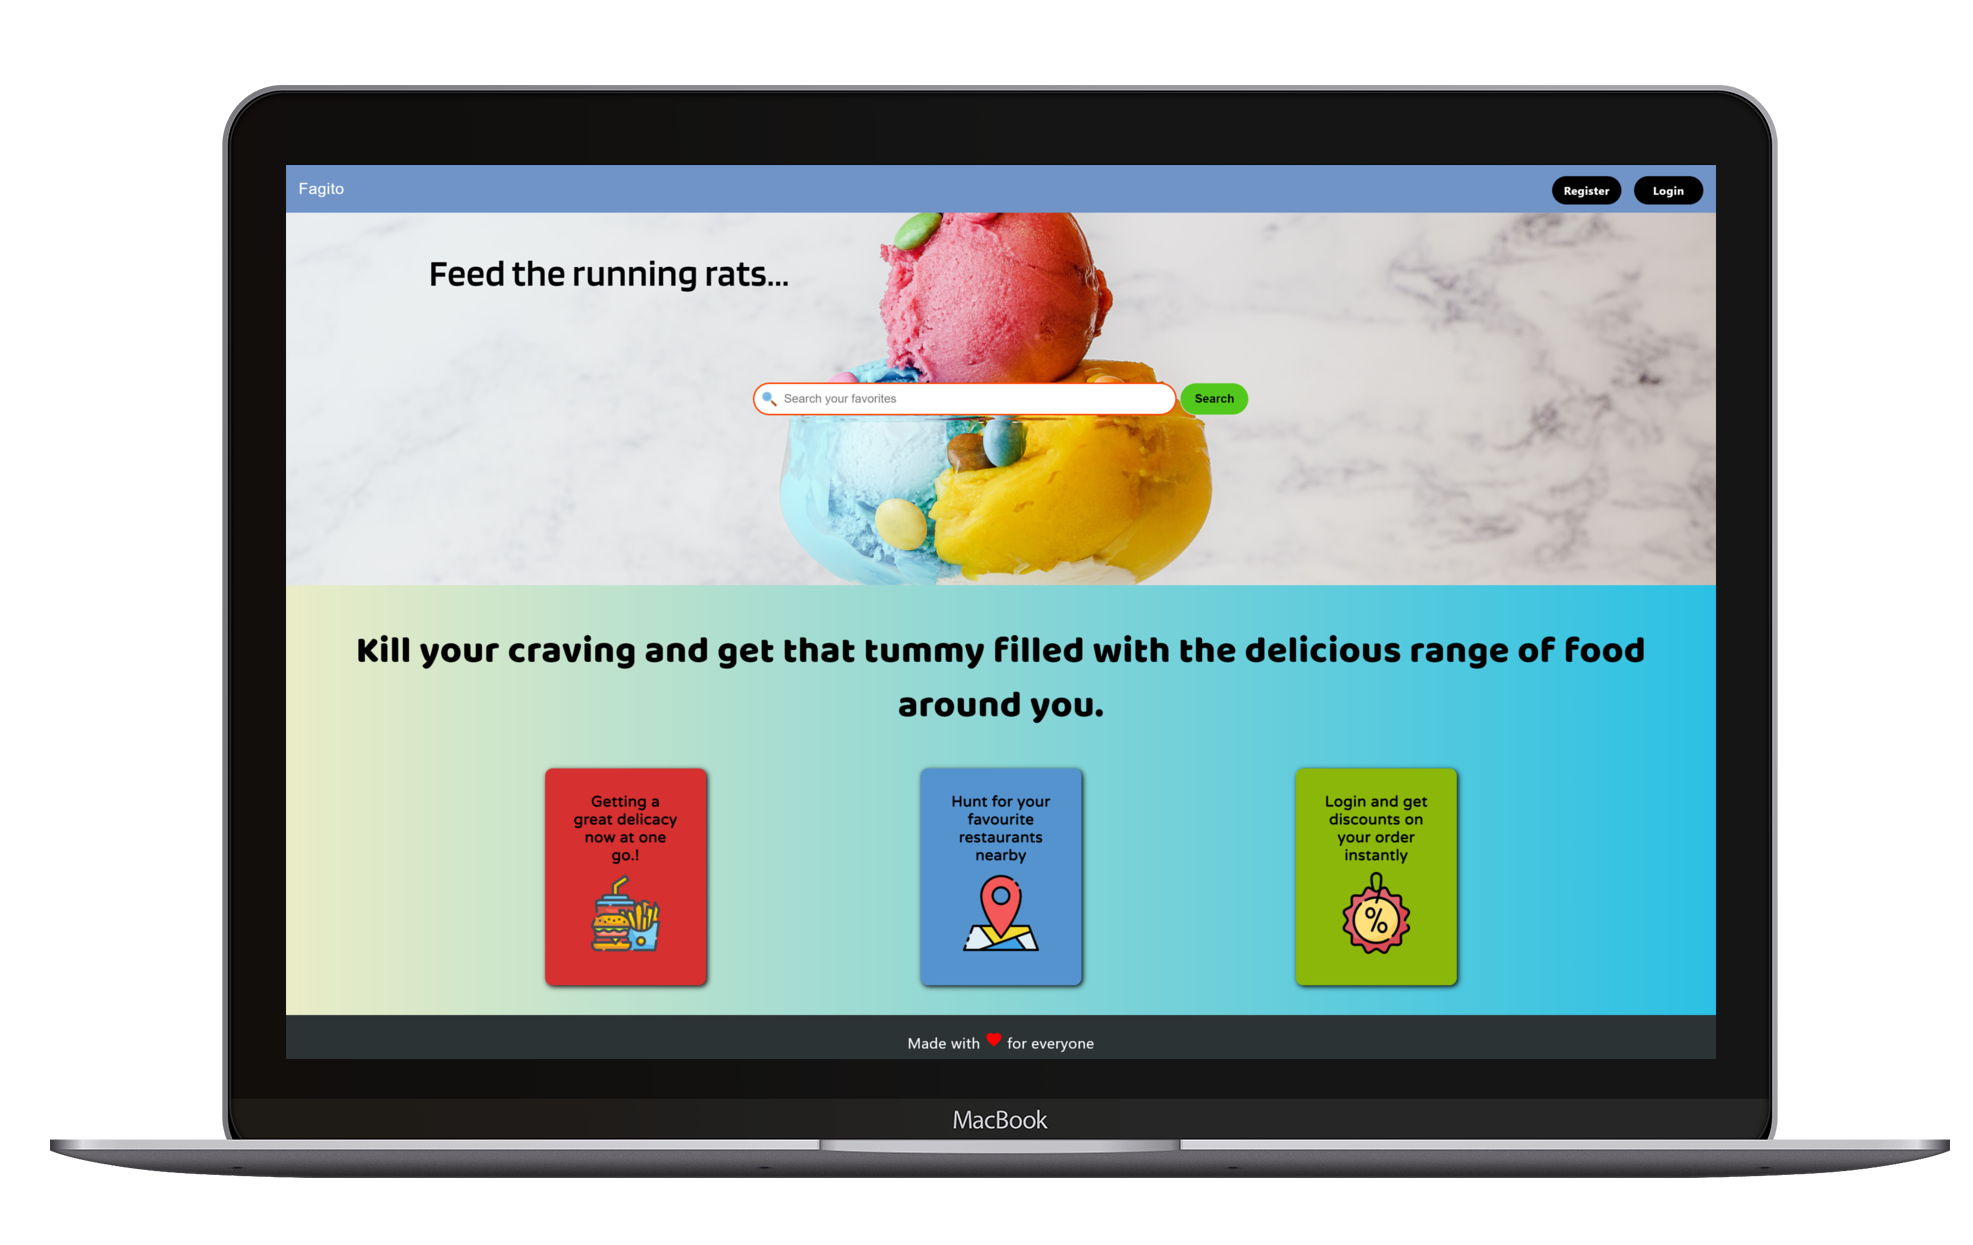 Fagito
Register
Login
Feed the running rats...
Search your favorites
Search
Kill your craving and get that tummy filled with the delicious range of food
around you.
Getting a
great delicacy
now at one
go.!
Hunt for your
favourite
restaurants
nearby
Login and get
discounts on
your order
instantly
%
Made with ❤ for everyone
MacBook